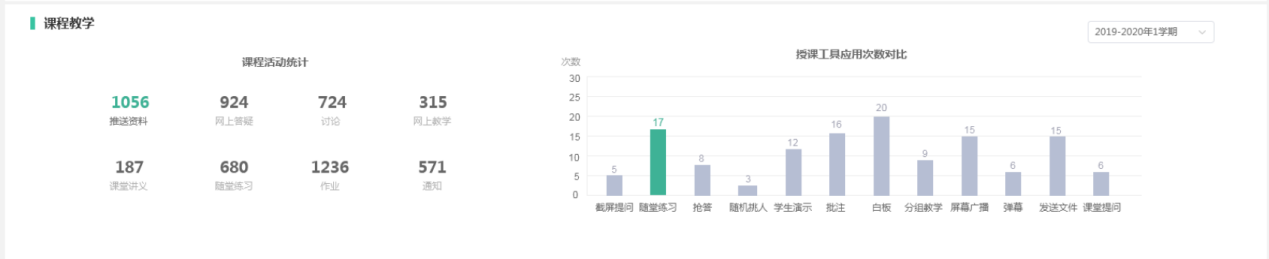 课程教学
2019-2020年1学期
课程活动统计
1056 924 724 315
推送资料 网上答疑 讨论 网上教学
187 680 1236 571
课堂讲义 随堂练习 作业 通知
授课工具应用次数对比
次数
30
25
20
15
10
5
0
5 17 8 3 12 16 20 9 15 6 15 6
截屏提问 随堂练习 抢答 随机挑人 学生演示 批注 白板 分组教学 屏幕广播 弹幕 发送文件 课堂提问